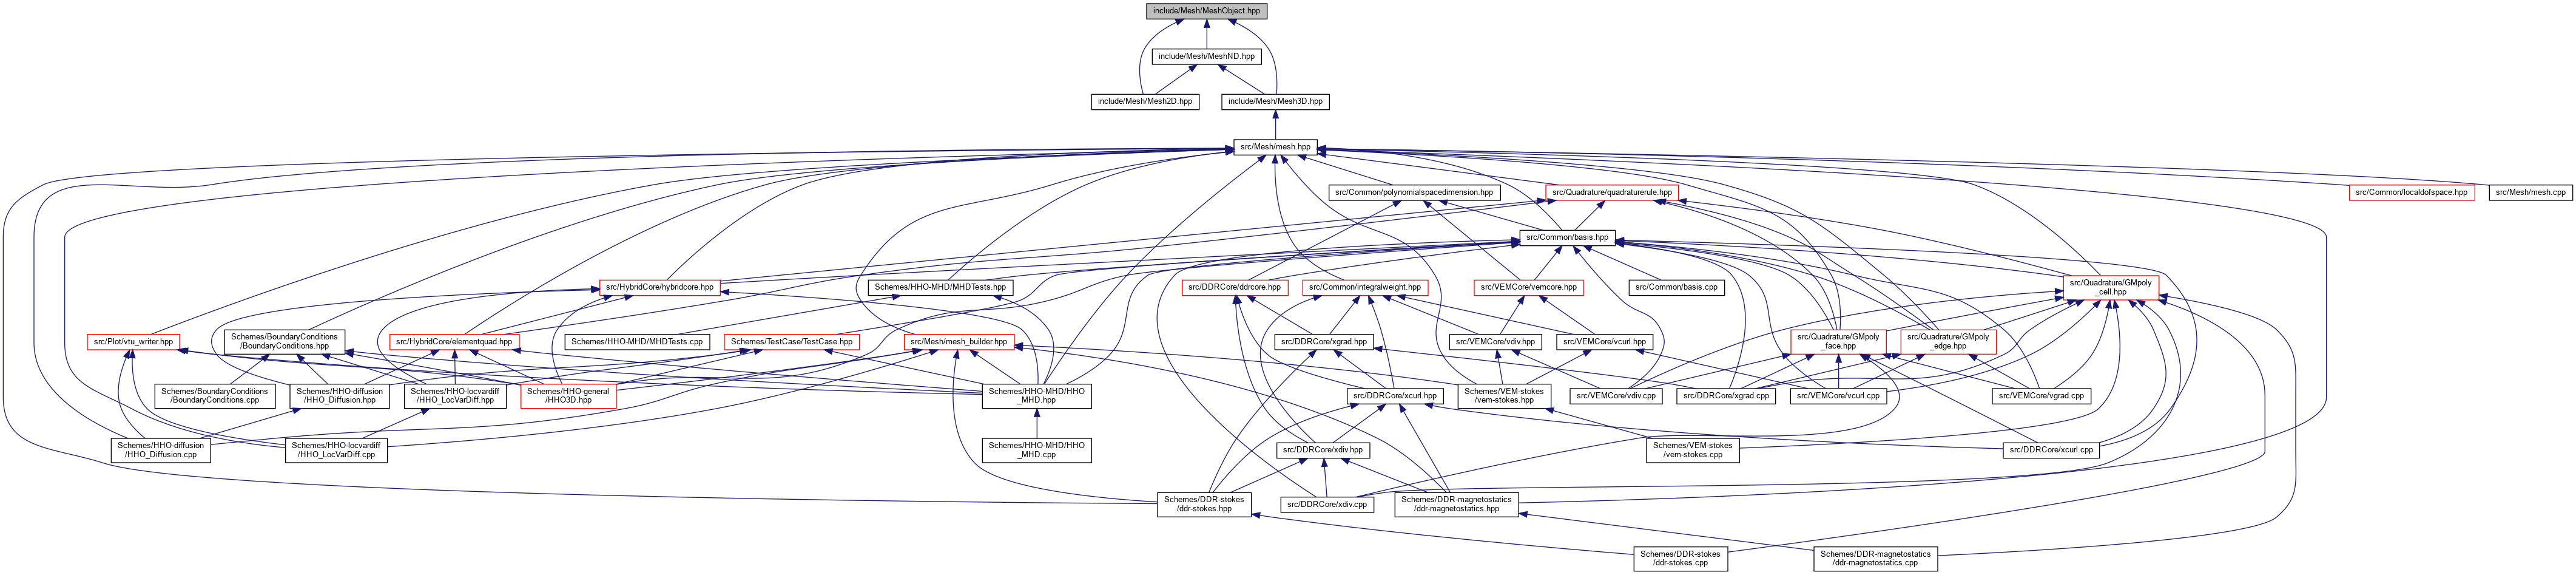 include/Mesh/MeshObject.hpp
include/Mesh/MeshND.hpp
include/Mesh/Mesh2D.hpp
include/Mesh/Mesh3D.hpp
src/Mesh/mesh.hpp
src/Common/polynomialspacedimension.hpp
src/Quadrature/quadraturerule.hpp
src/Common/localdofspace.hpp
src/Mesh/mesh.cpp
src/Common/basis.hpp
src/HybridCore/hybridcore.hpp
Schemes/HHO-MHD/MHDTests.hpp
src/DDRCore/ddrcore.hpp
src/Common/integralweight.hpp
src/VEMCore/vemcore.hpp
src/Common/basis.cpp
src/Quadrature/GMpoly
_cell.hpp
src/Plot/vtu_writer.hpp
Schemes/BoundaryConditions
/BoundaryConditions.hpp
src/HybridCore/elementquad.hpp
Schemes/HHO-MHD/MHDTests.cpp
Schemes/TestCase/TestCase.hpp
src/Mesh/mesh_builder.hpp
src/DDRCore/xgrad.hpp
src/VEMCore/vdiv.hpp
src/VEMCore/vcurl.hpp
src/Quadrature/GMpoly
_face.hpp
src/Quadrature/GMpoly
_edge.hpp
Schemes/BoundaryConditions
/BoundaryConditions.cpp
Schemes/HHO-diffusion
/HHO_Diffusion.hpp
Schemes/HHO-locvardiff
/HHO_LocVarDiff.hpp
Schemes/HHO-general
/HHO3D.hpp
Schemes/HHO-MHD/HHO
_MHD.hpp
src/DDRCore/xcurl.hpp
Schemes/VEM-stokes
/vem-stokes.hpp
src/VEMCore/vdiv.cpp
src/DDRCore/xgrad.cpp
src/VEMCore/vcurl.cpp
src/VEMCore/vgrad.cpp
Schemes/HHO-diffusion
/HHO_Diffusion.cpp
Schemes/HHO-locvardiff
/HHO_LocVarDiff.cpp
Schemes/HHO-MHD/HHO
_MHD.cpp
src/DDRCore/xdiv.hpp
Schemes/VEM-stokes
/vem-stokes.cpp
src/DDRCore/xcurl.cpp
Schemes/DDR-stokes
/ddr-stokes.hpp
src/DDRCore/xdiv.cpp
Schemes/DDR-magnetostatics
/ddr-magnetostatics.hpp
Schemes/DDR-stokes
/ddr-stokes.cpp
Schemes/DDR-magnetostatics
/ddr-magnetostatics.cpp